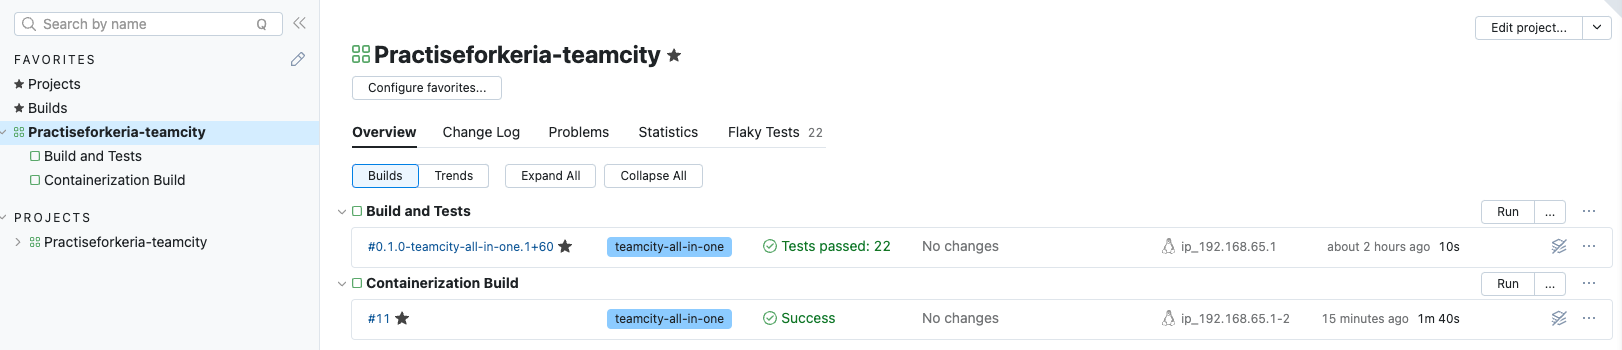 Search by name
Q
FAVORITES
Projects
Builds
Practiseforkeria-teamcity
Build and Tests
Containerization Build
PROJECTS
Practiseforkeria-teamcity
Edit project...
Practiseforkeria-teamcity
Configure favorites...
Overview Change Log Problems Statistics Flaky Tests 22
Builds Trends Expand All Collapse All
Build and Tests Run ...
#0.1.0-teamcity-all-in-one.1+60 teamcity-all-in-one Tests passed: 22 No changes ip_192.168.65.1 about 2 hours ago 10s
Containerization Build Run ...
#11 teamcity-all-in-one Success No changes ip_192.168.65.1-2 15 minutes ago 1m 40s